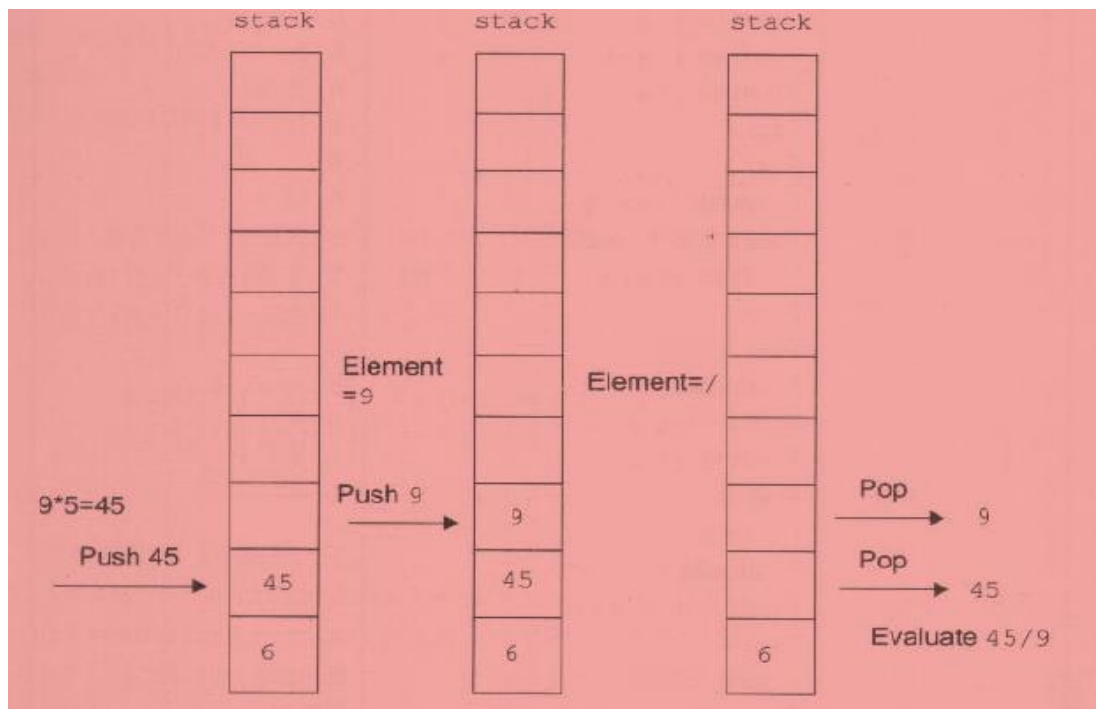 stack
stack
stack
Element
=9
Element=/
9*5=45
Push 45
Push 9
9
45
45
6
6
6
Pop
9
Pop
45
Evaluate 45/9